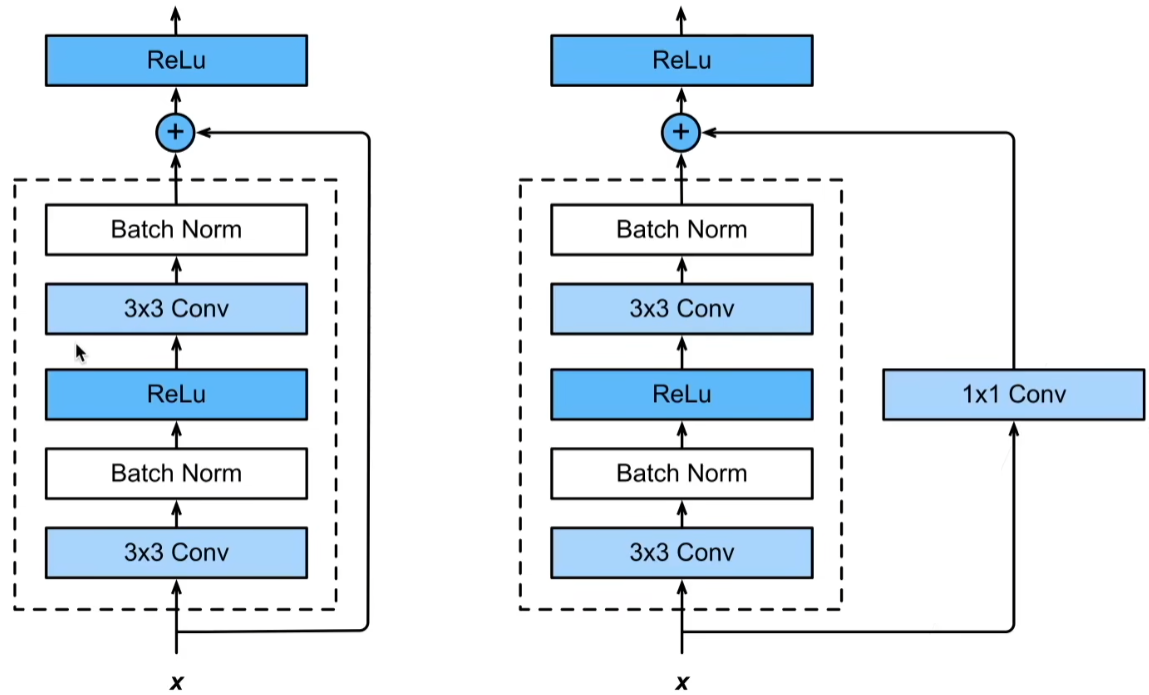 ReLu
+
Batch Norm
3x3 Conv
ReLu
Batch Norm
3x3 Conv
x
ReLu
+
Batch Norm
3x3 Conv
ReLu
Batch Norm
3x3 Conv
1x1 Conv
x